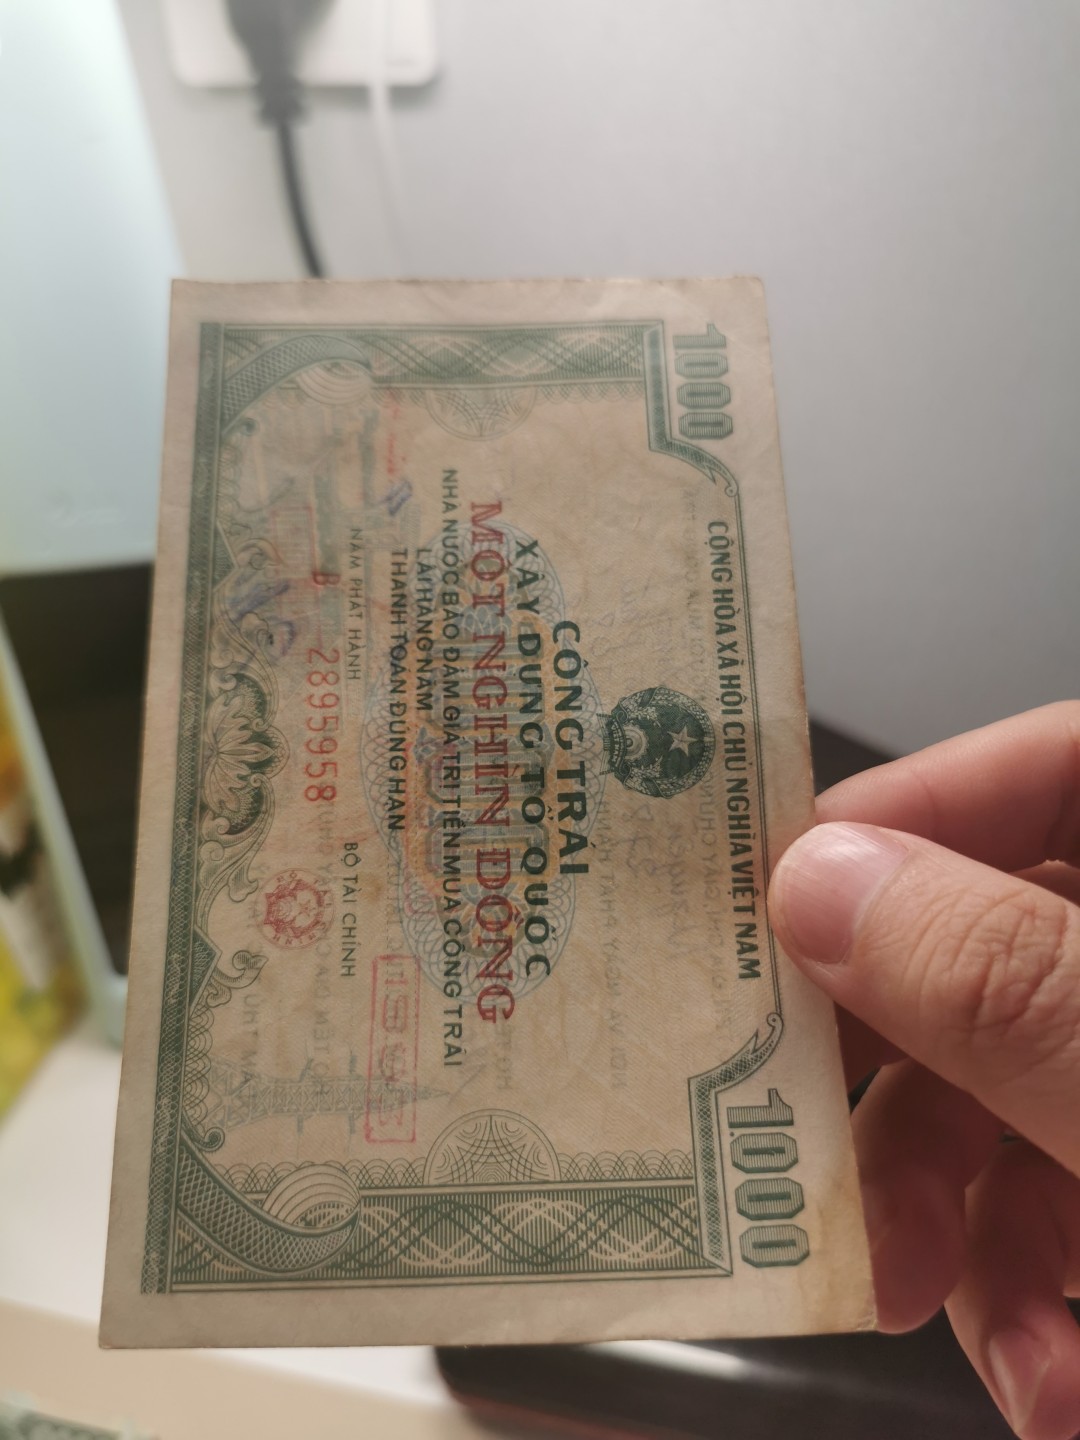 CỘNG HÒA XÃ HỘI CHỦ NGHĨA VIỆT NAM
1000
1.000
CÔNG TRÁI
XÂY DỰNG TỔ QUỐC
MỘT NGHÌN ĐỒNG
NHÀ NƯỚC BẢO ĐẢM GIÁ TRỊ TIỀN MUA CÔNG TRÁI
LÃI HÀNG NĂM
THANH TOÁN ĐÚNG HẠN
NĂM PHÁT HÀNH
BỘ TÀI CHÍNH
B 2895958